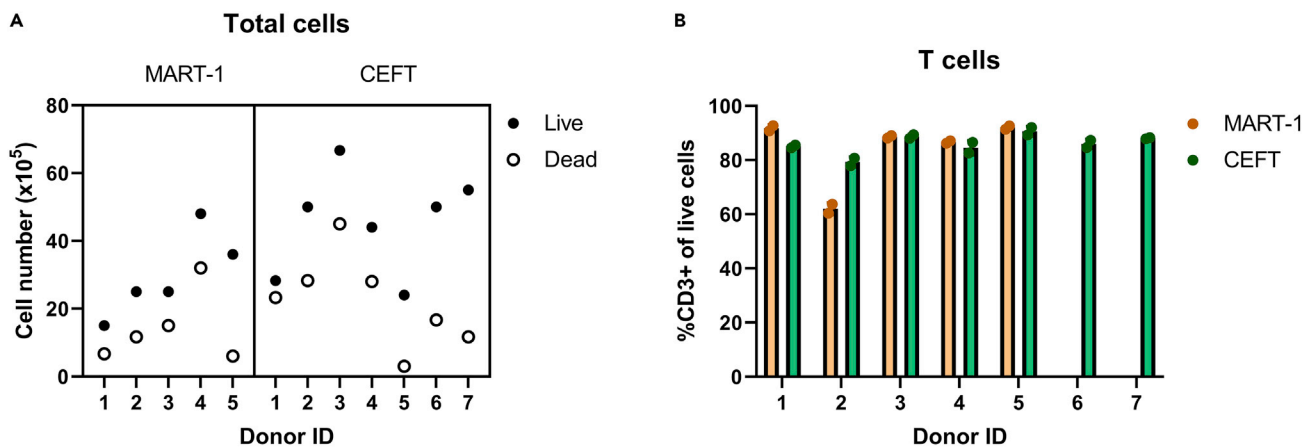 A
Total cells
MART-1 CEFT
80
60
40
20
0
Cell number (x10⁵)
Live
Dead
1 2 3 4 5 1 2 3 4 5 6 7
Donor ID
B
T cells
100
80
60
40
20
0
%CD3+ of live cells
MART-1
CEFT
1 2 3 4 5 6 7
Donor ID